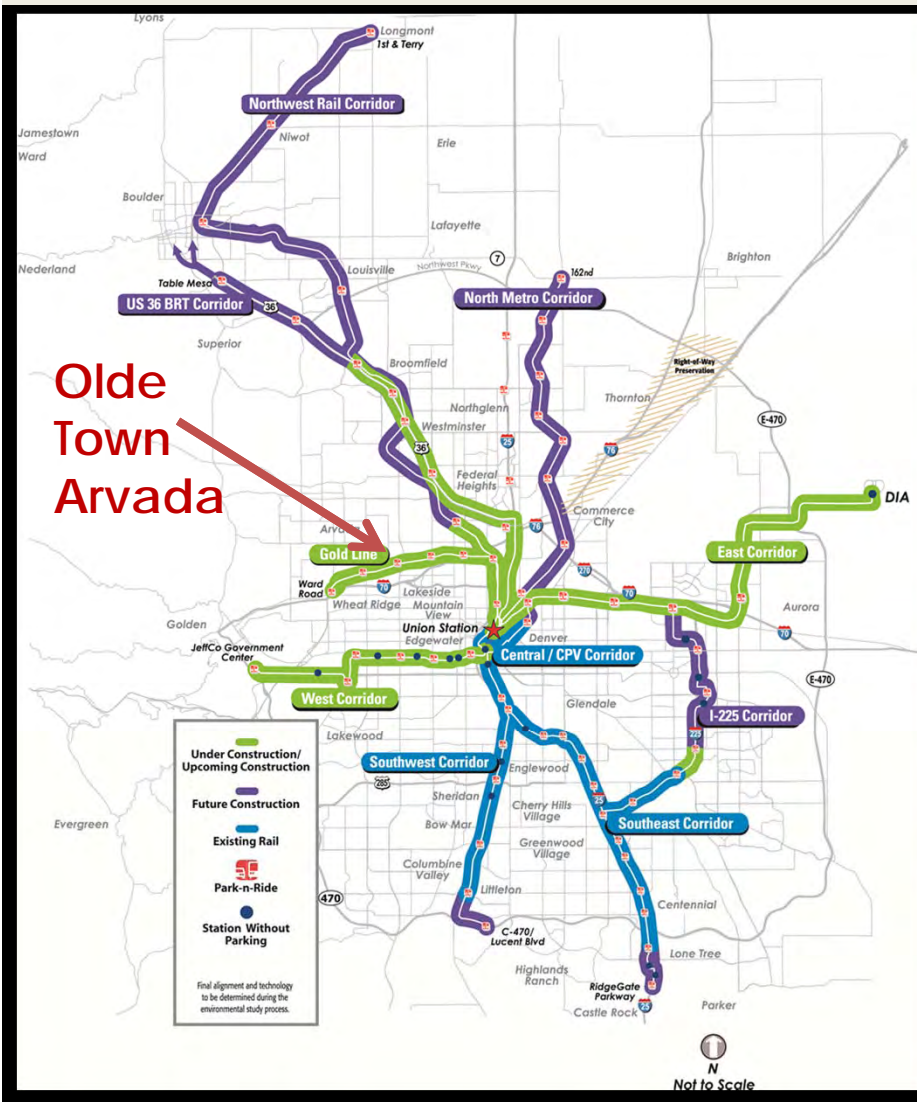 Lyons
Longmont
1st & Terry
Northwest Rail Corridor
Jamestown
Niwot
Ward
Erie
Boulder
Lafayette
Nederland
Northwest Pkwy
7
Brighton
Louisville
162nd
Table Mesa
US 36 BRT Corridor
36
North Metro Corridor
Superior
Right-of-Way
Preservation
Broomfield
Olde
Town
Arvada
Thornton
Northglenn
Westminster
E-470
25
36
76
Federal
Heights
DIA
Commerce
City
76
Arvada
Gold Line
East Corridor
270
Ward
Road
70
Lakeside
70
Wheat Ridge
Mountain
View
Aurora
Golden
Union Station
Edgewater
Denver
70
JeffCo Government
Center
Central / CPV Corridor
E-470
West Corridor
Glendale
I-225 Corridor
225
Lakewood
Under Construction/
Upcoming Construction
Southwest Corridor
Englewood
285
Future Construction
Sheridan
Cherry Hills
Village
25
Evergreen
Bow Mar
Southeast Corridor
Existing Rail
Greenwood
Village
Columbine
Valley
Park-n-Ride
Littleton
470
Centennial
Station Without
Parking
C-470/
Lucent Blvd
Lone Tree
Highlands
Ranch
Final alignment and technology
to be determined during the
environmental study process.
RidgeGate
Parkway
25
Castle Rock
Parker
N
Not to Scale